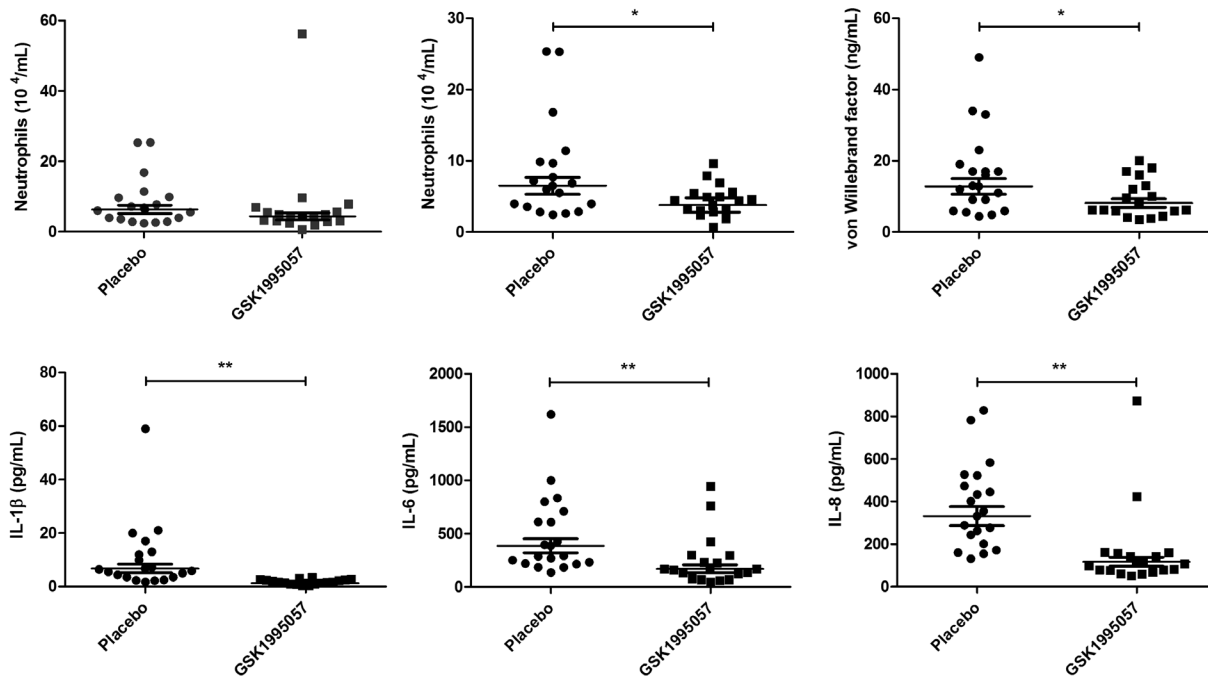 Neutrophils (10 ⁴/mL)
60
40
20
0
Placebo
GSK1995057
Neutrophils (10 ⁴/mL)
30
20
10
0
*
Placebo
GSK1995057
von Willebrand factor (ng/mL)
60
40
20
0
*
Placebo
GSK1995057
IL-1β (pg/mL)
80
60
40
20
0
**
Placebo
GSK1995057
IL-6 (pg/mL)
2000
1500
1000
500
0
**
Placebo
GSK1995057
IL-8 (pg/mL)
1000
800
600
400
200
0
**
Placebo
GSK1995057